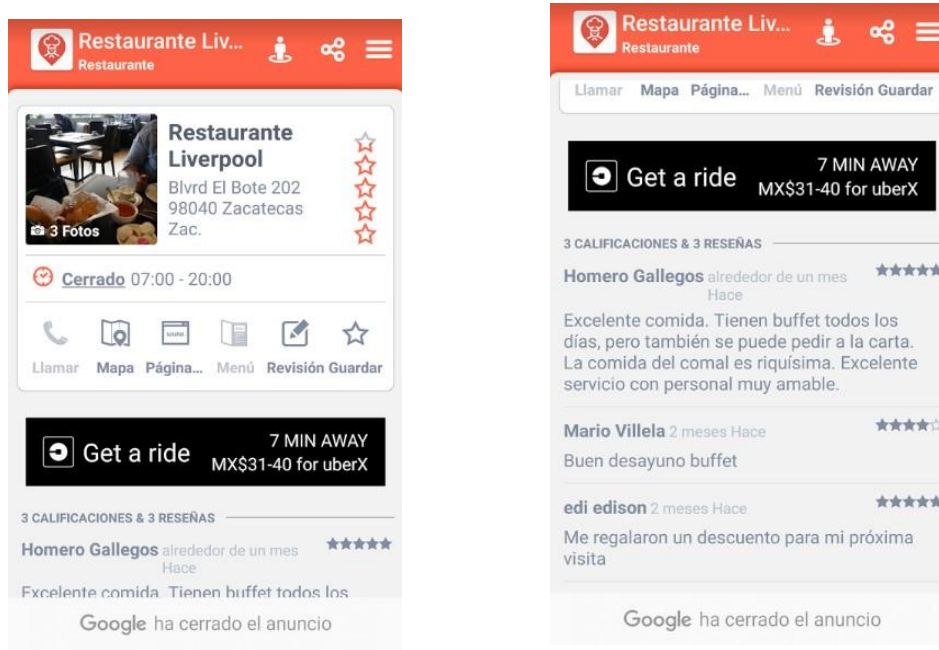 Restaurante Liv...
Restaurante
Restaurante
Liverpool
Blvrd El Bote 202
98040 Zacatecas
Zac.
3 Fotos
Cerrado 07:00 - 20:00
Llamar Mapa Página... Menú Revisión Guardar
Get a ride
7 MIN AWAY
MX$31-40 for uberX
3 CALIFICACIONES & 3 RESEÑAS
Homero Gallegos alrededor de un mes
Hace
Excelente comida. Tienen buffet todos los
Google ha cerrado el anuncio
Restaurante Liv...
Restaurante
Llamar Mapa Página... Menú Revisión Guardar
Get a ride
7 MIN AWAY
MX$31-40 for uberX
3 CALIFICACIONES & 3 RESEÑAS
Homero Gallegos alrededor de un mes
Hace
Excelente comida. Tienen buffet todos los
días, pero también se puede pedir a la carta.
La comida del comal es riquísima. Excelente
servicio con personal muy amable.
Mario Villela 2 meses Hace
Buen desayuno buffet
edi edison 2 meses Hace
Me regalaron un descuento para mi próxima
visita
Google ha cerrado el anuncio